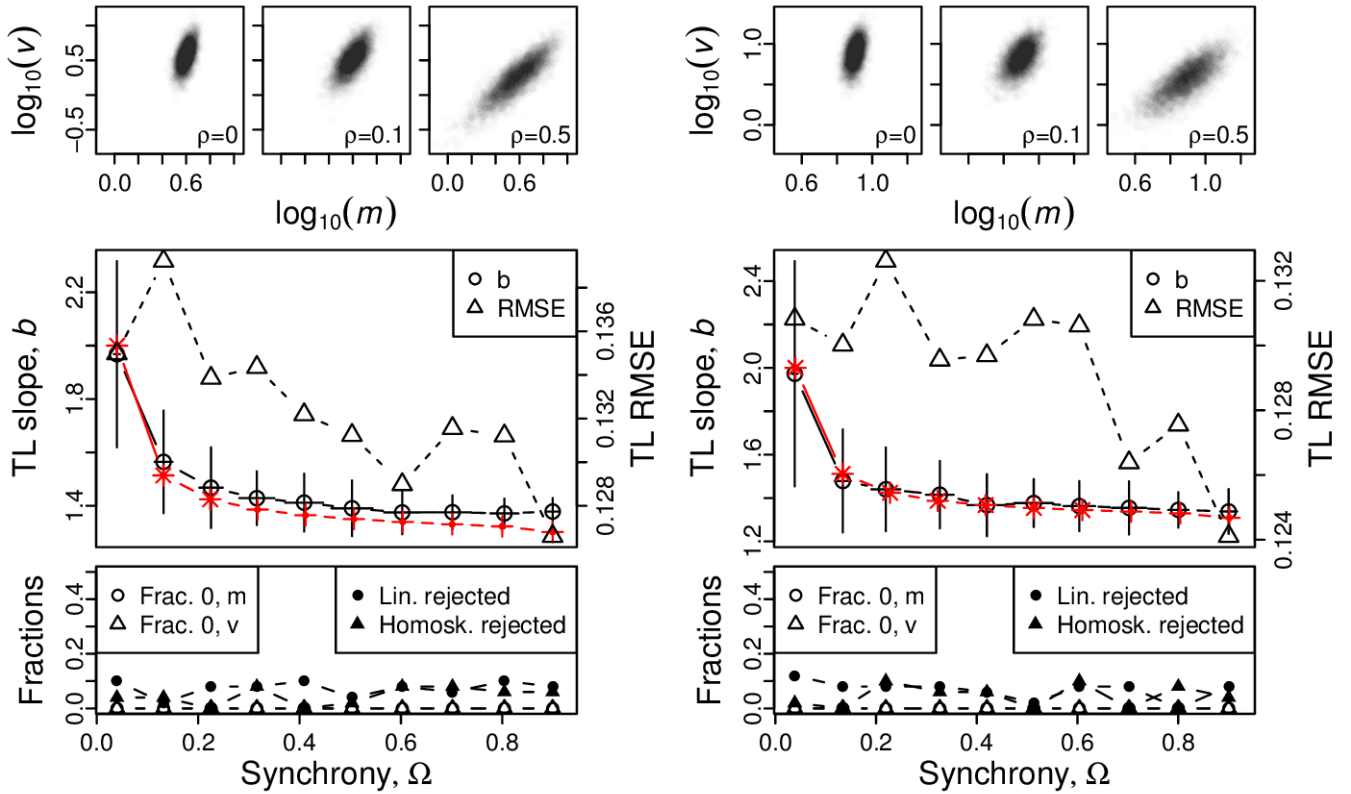 log₁₀(v)
0.5
−0.5
ρ=0
ρ=0.1
ρ=0.5
0.0 0.6 0.0 0.6
log₁₀(m)
TL slope, b
2.2
1.8
1.4
b
RMSE
0.136
0.132
0.128
TL RMSE
Fractions
0.4
0.2
0.0
Frac. 0, m
Frac. 0, v
Lin. rejected
Homosk. rejected
0.0 0.2 0.4 0.6 0.8
Synchrony, Ω
log₁₀(v)
1.0
0.0
ρ=0
ρ=0.1
ρ=0.5
0.6 1.0 0.6 1.0
log₁₀(m)
TL slope, b
2.4
2.0
1.6
1.2
b
RMSE
0.132
0.128
0.124
TL RMSE
Fractions
0.4
0.2
0.0
Frac. 0, m
Frac. 0, v
Lin. rejected
Homosk. rejected
0.0 0.2 0.4 0.6 0.8
Synchrony, Ω